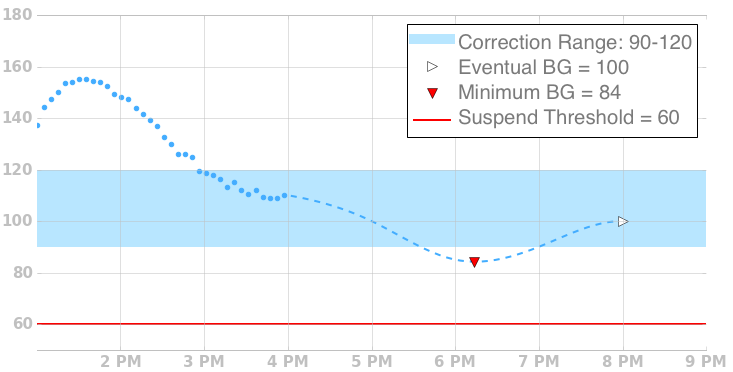 180
160
140
120
100
80
60
Correction Range: 90-120
Eventual BG = 100
Minimum BG = 84
Suspend Threshold = 60
2 PM 3 PM 4 PM 5 PM 6 PM 7 PM 8 PM 9 PM